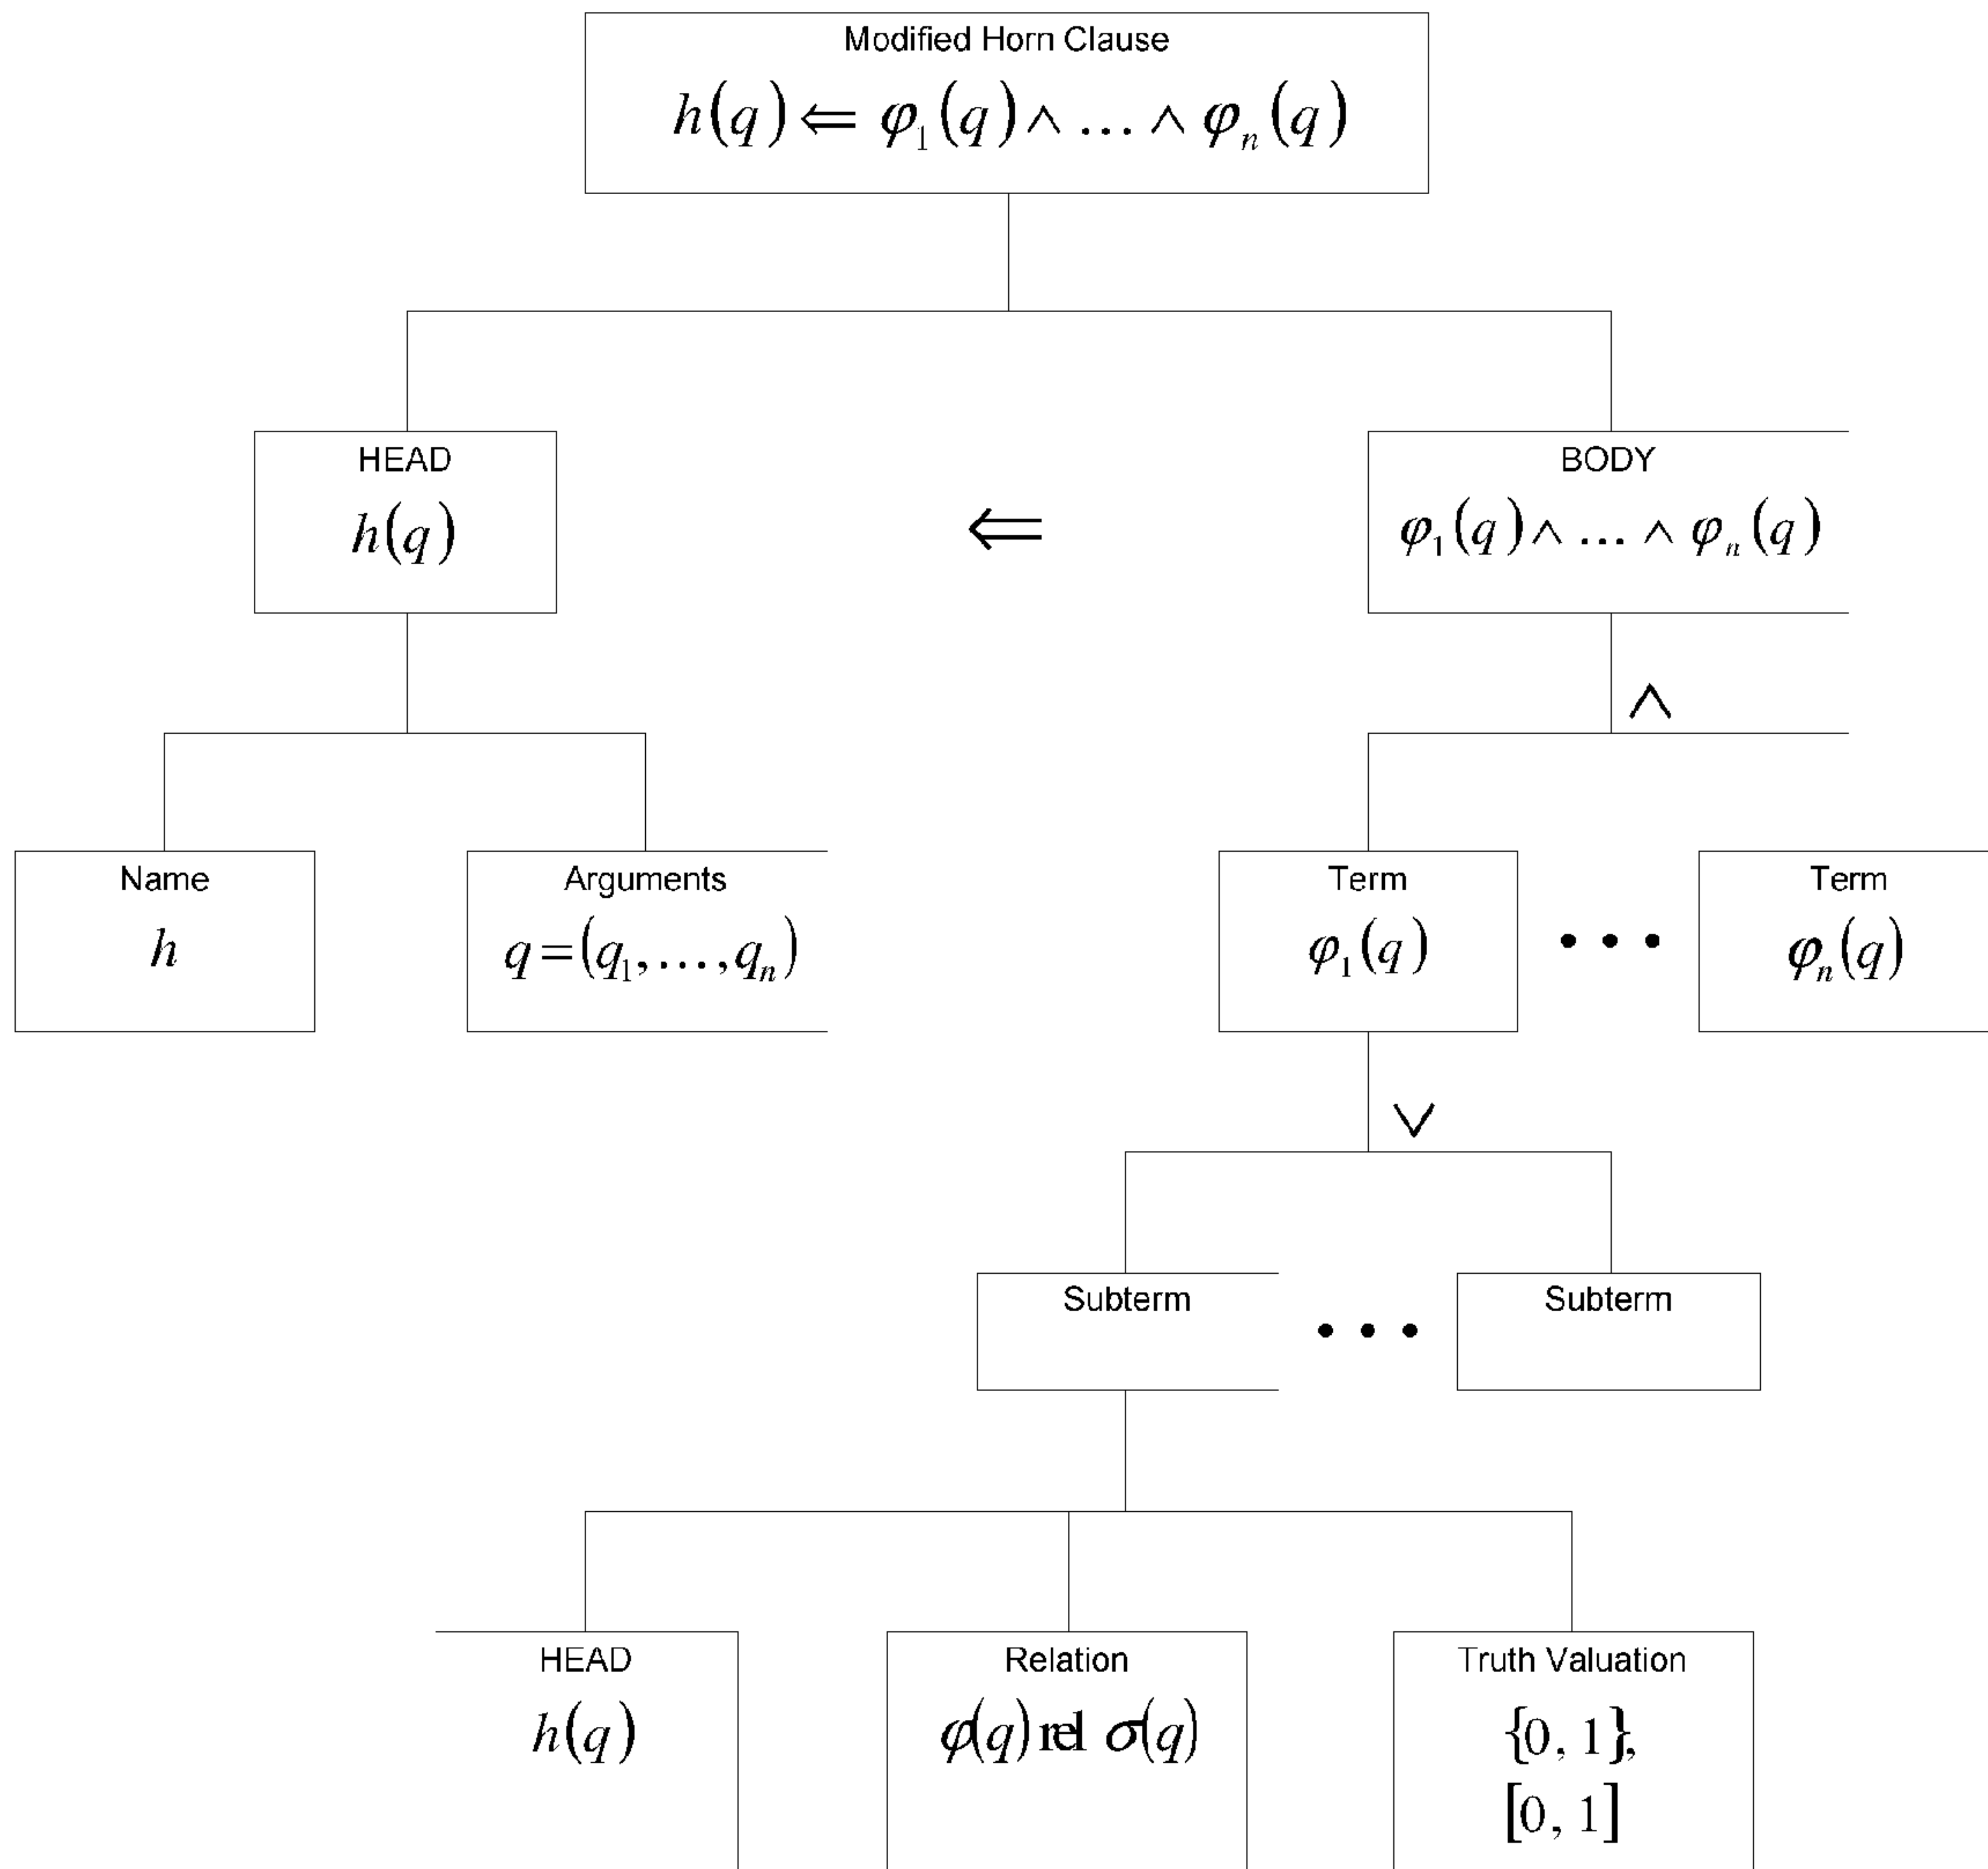 Modified Horn Clause
h(q) ⇐ φ₁(q) ∧ ... ∧ φₙ(q)
HEAD
h(q)
⇐
BODY
φ₁(q) ∧ ... ∧ φₙ(q)
∧
Name
h
Arguments
q = (q₁, ..., qₙ)
Term
φ₁(q)
• • •
Term
φₙ(q)
∨
Subterm
• • •
Subterm
HEAD
h(q)
Relation
φ(q) rel σ(q)
Truth Valuation
{0, 1},
[0, 1]